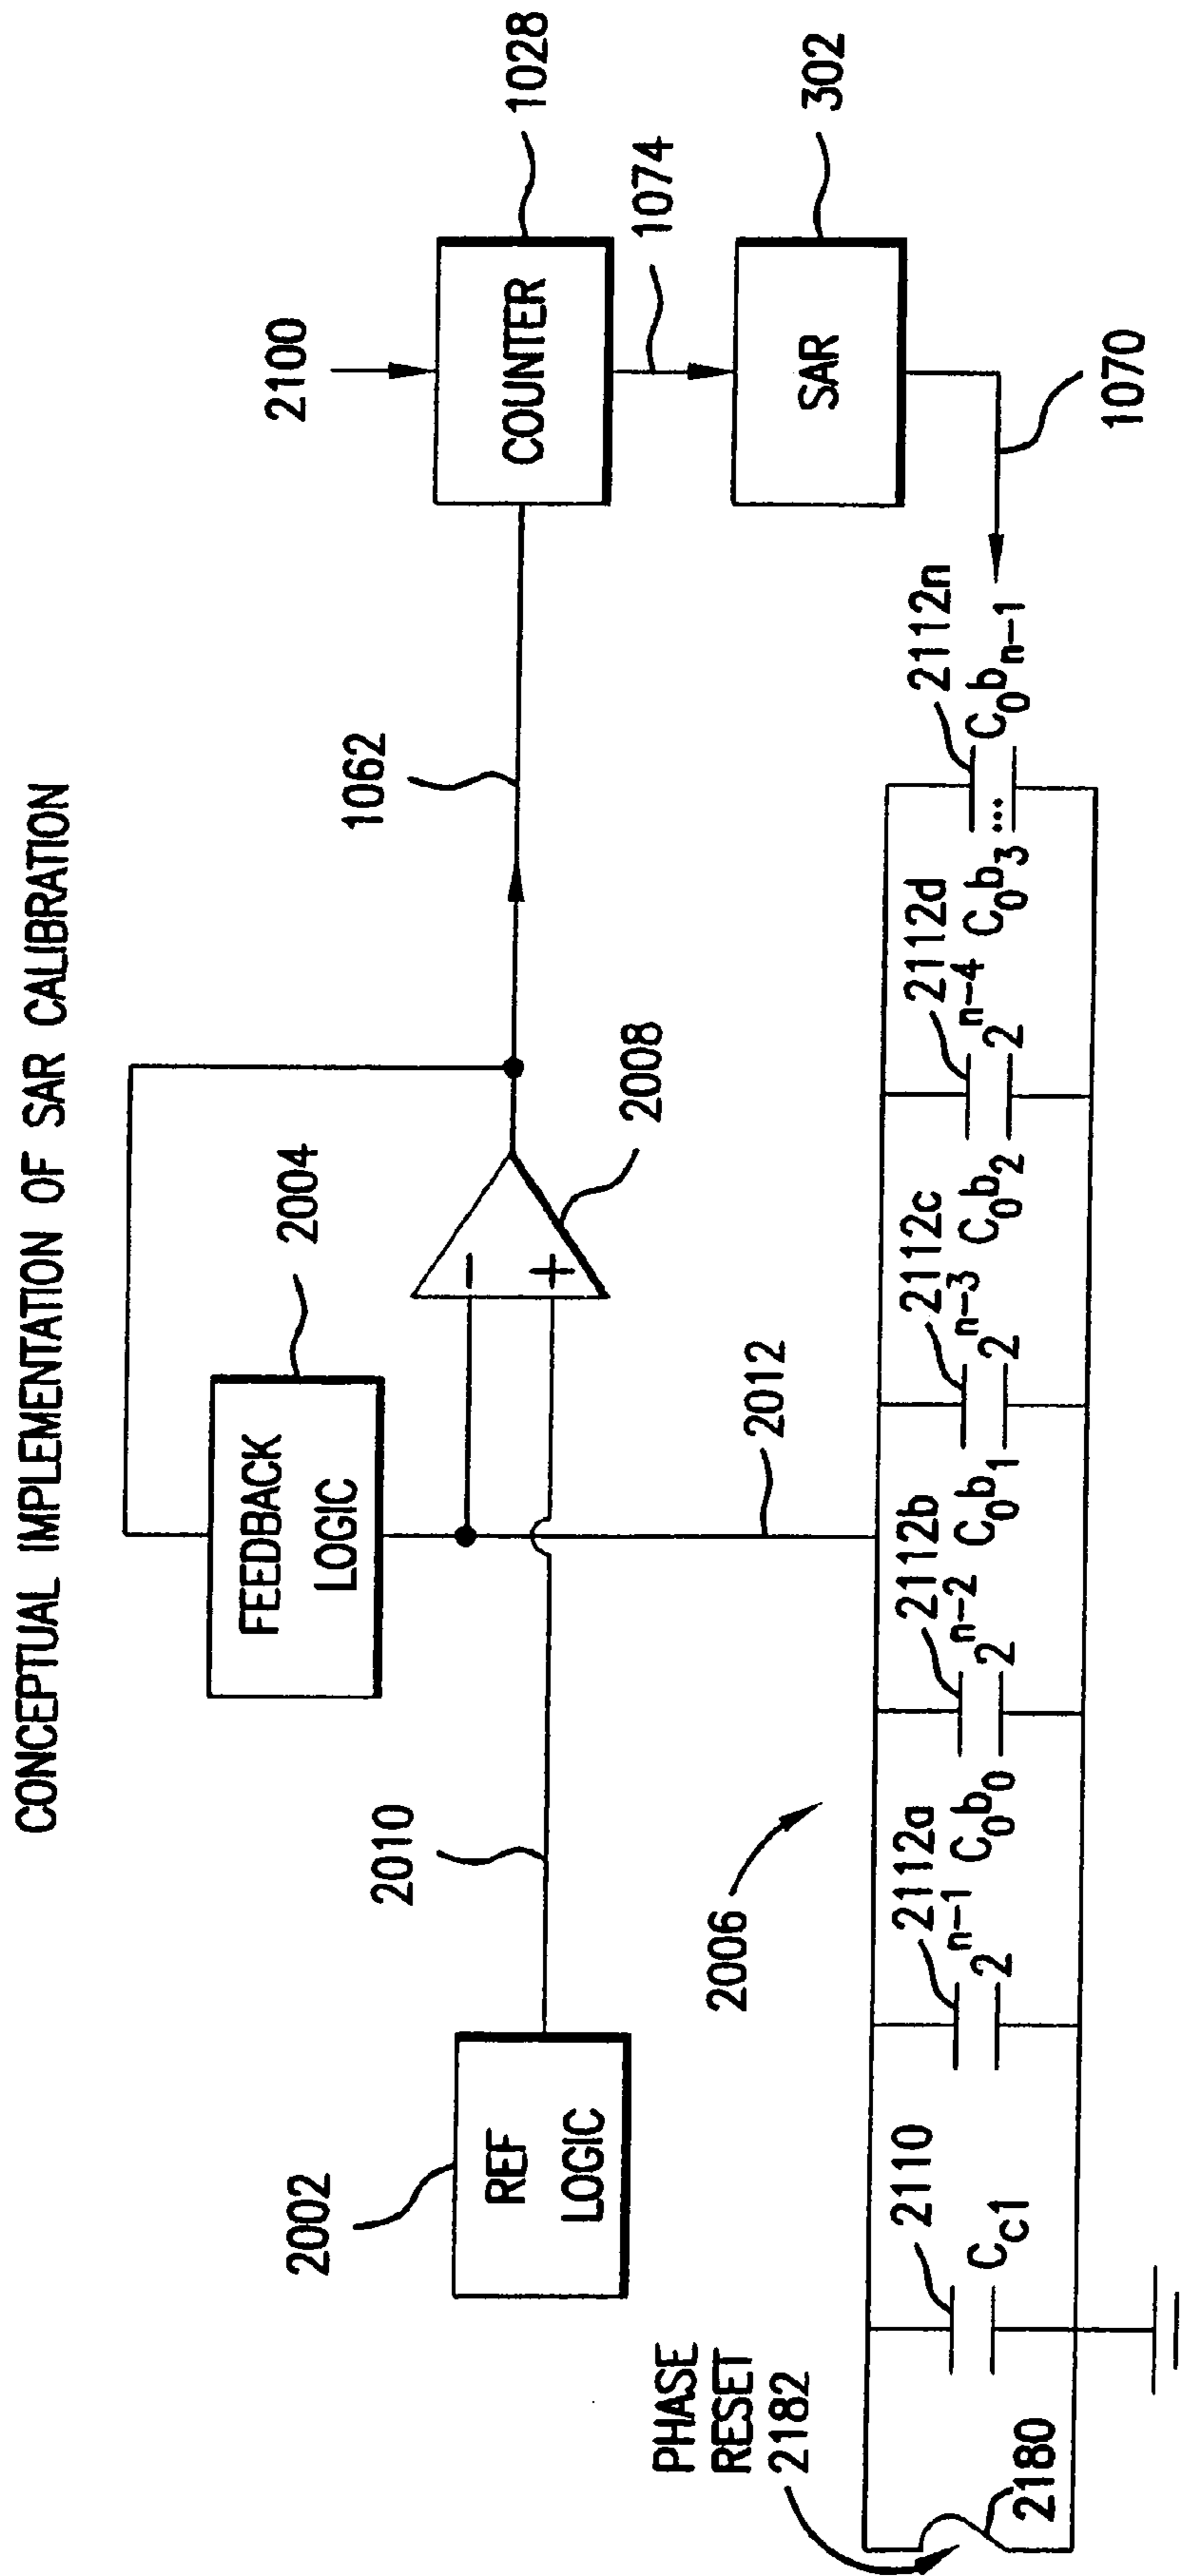 CONCEPTUAL IMPLEMENTATION OF SAR CALIBRATION
2002
REF
LOGIC
2010
2004
FEEDBACK
LOGIC
−
+
2008
1062
2100
COUNTER
1028
1074
SAR
302
1070
2012
2006
PHASE
RESET
2182
2180
2110
Cc1
2112a
2^n−1 C0b0
2112b
2^n−2 C0b1
2112c
2^n−3 C0b2
2112d
2^n−4 C0b3
...
2112n
C0bn−1